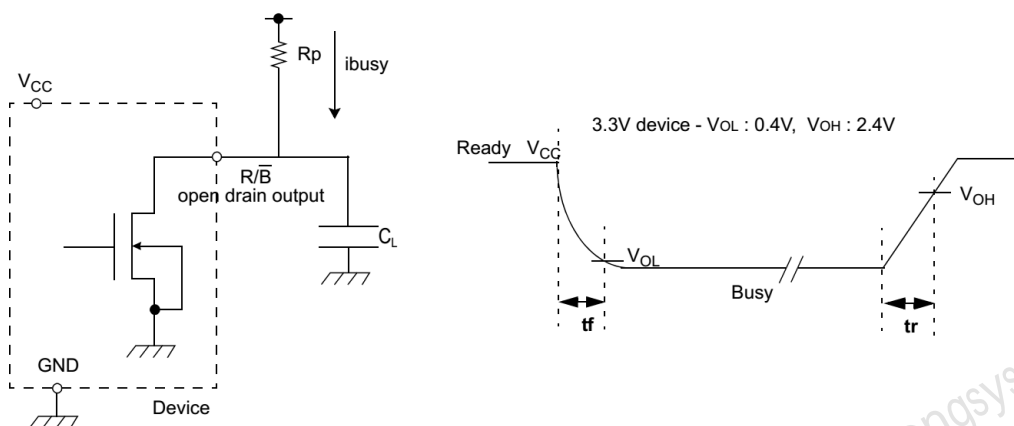 Rp
ibusy
VCC
R/B̅
open drain output
CL
GND
Device
3.3V device - VOL : 0.4V, VOH : 2.4V
Ready VCC
VOH
VOL
Busy
tf
tr